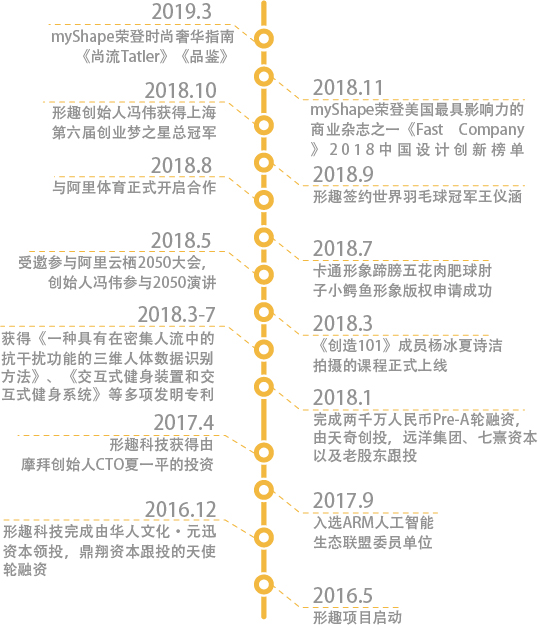 2019.3
myShape荣登时尚奢华指南
《尚流Tatler》《品鉴》
2018.11
myShape荣登美国最具影响力的
商业杂志之一《Fast Company
》2018中国设计创新榜单
2018.10
形趣创始人冯伟获得上海
第六届创业梦之星总冠军
2018.9
形趣签约世界羽毛球冠军王仪涵
2018.8
与阿里体育正式开启合作
2018.7
卡通形象蹄膀五花肉肥球肘
子小鳄鱼形象版权申请成功
2018.5
受邀参与阿里云栖2050大会，
创始人冯伟参与2050演讲
2018.3
《创造101》成员杨冰夏诗洁
拍摄的课程正式上线
2018.3-7
获得《一种具有在密集人流中的
抗干扰功能的三维人体数据识别
方法》、《交互式健身装置和交
互式健身系统》等多项发明专利
2018.1
完成两千万人民币Pre-A轮融资，
由天奇创投，远洋集团、七熹资本
以及老股东跟投
2017.4
形趣科技获得由
摩拜创始人CTO夏一平的投资
2017.9
入选ARM人工智能
生态联盟委员单位
2016.12
形趣科技完成由华人文化·元迅
资本领投，鼎翔资本跟投的天使
轮融资
2016.5
形趣项目启动